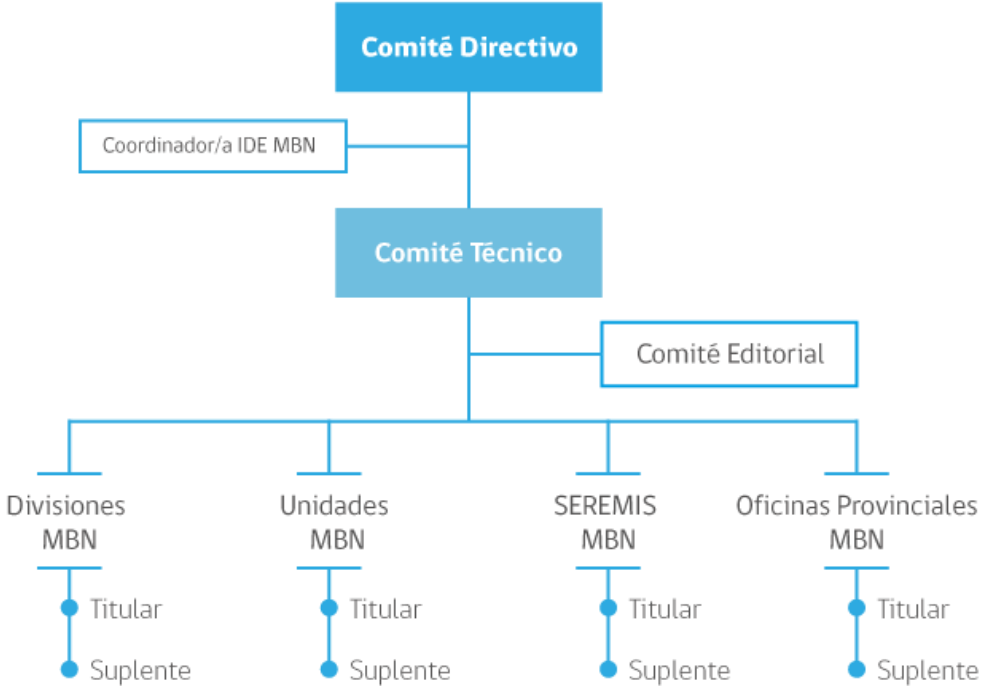 Comité Directivo
Coordinador/a IDE MBN
Comité Técnico
Comité Editorial
Divisiones
MBN
Titular
Suplente
Unidades
MBN
Titular
Suplente
SEREMIS
MBN
Titular
Suplente
Oficinas Provinciales
MBN
Titular
Suplente